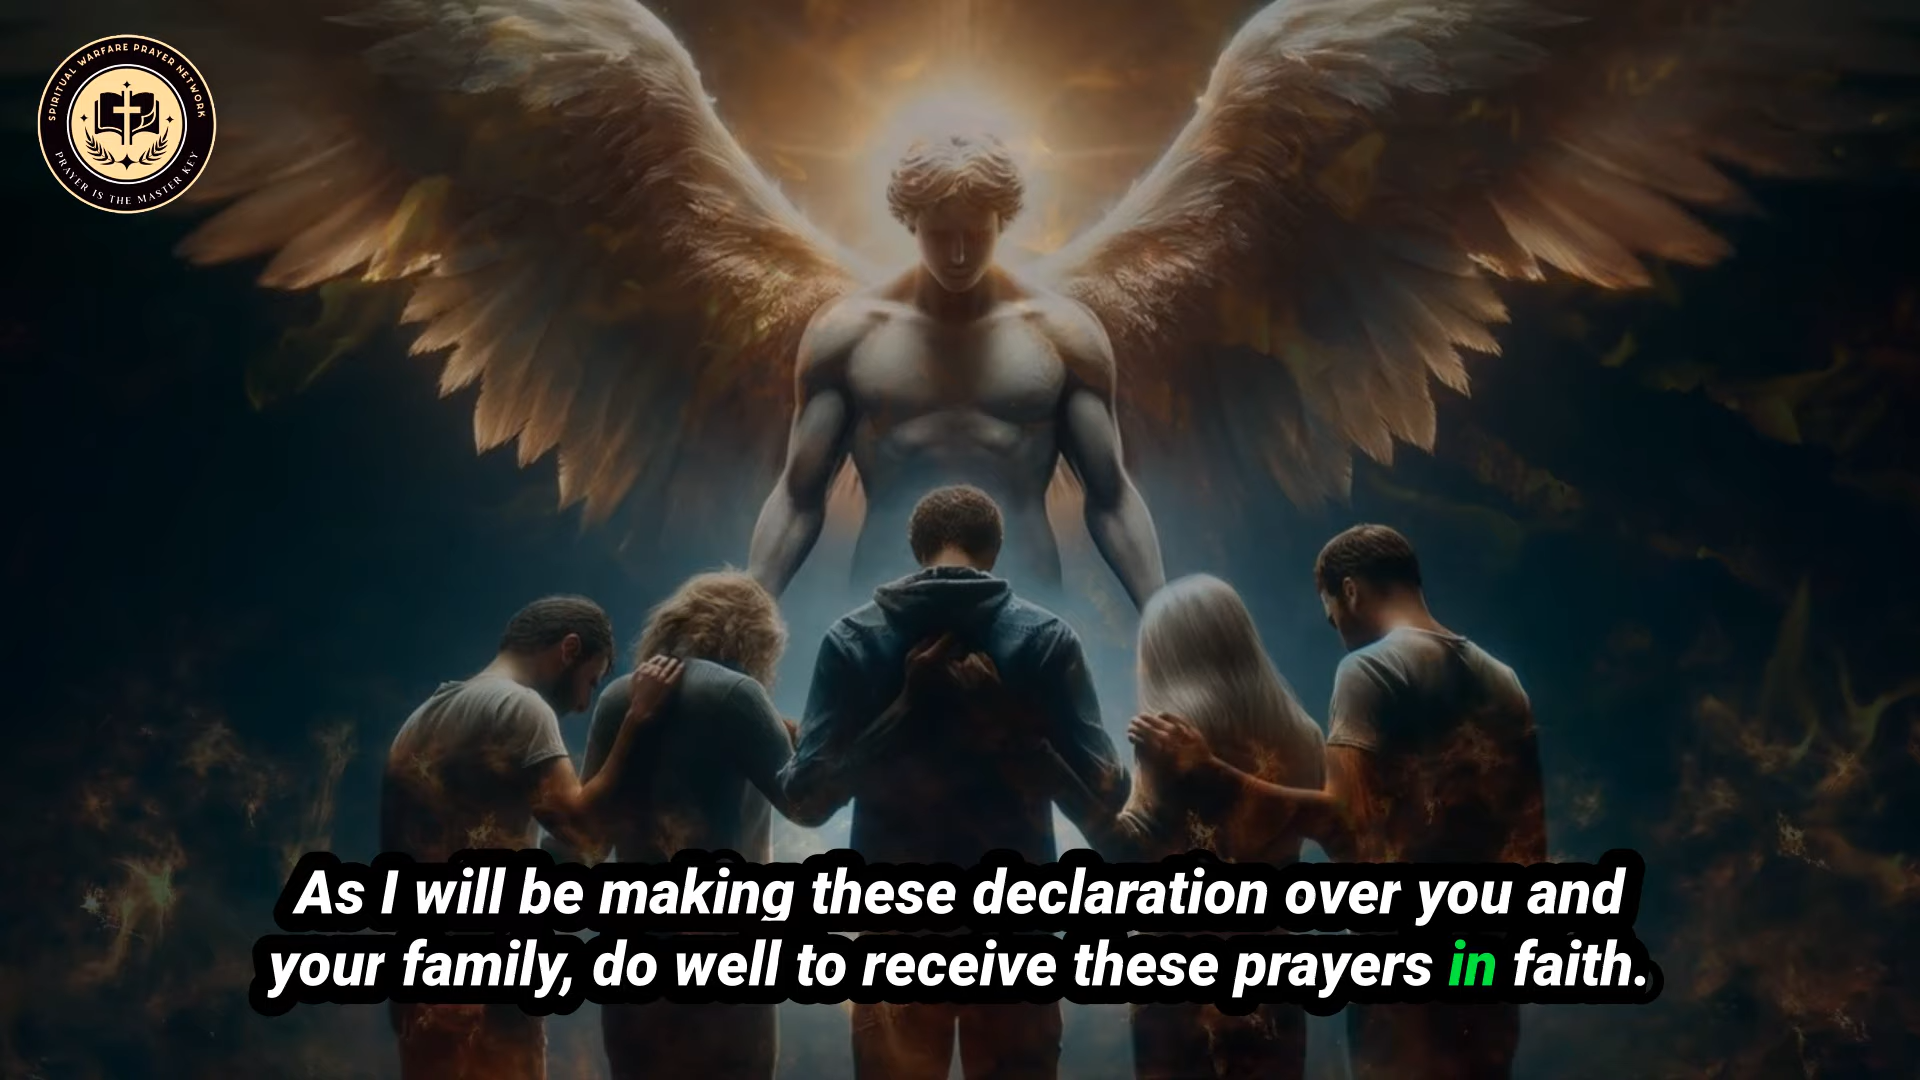 SPIRITUAL WARFARE PRAYER NETWORK
PRAYER IS THE MASTER KEY
As I will be making these declaration over you and
your family, do well to receive these prayers in faith.